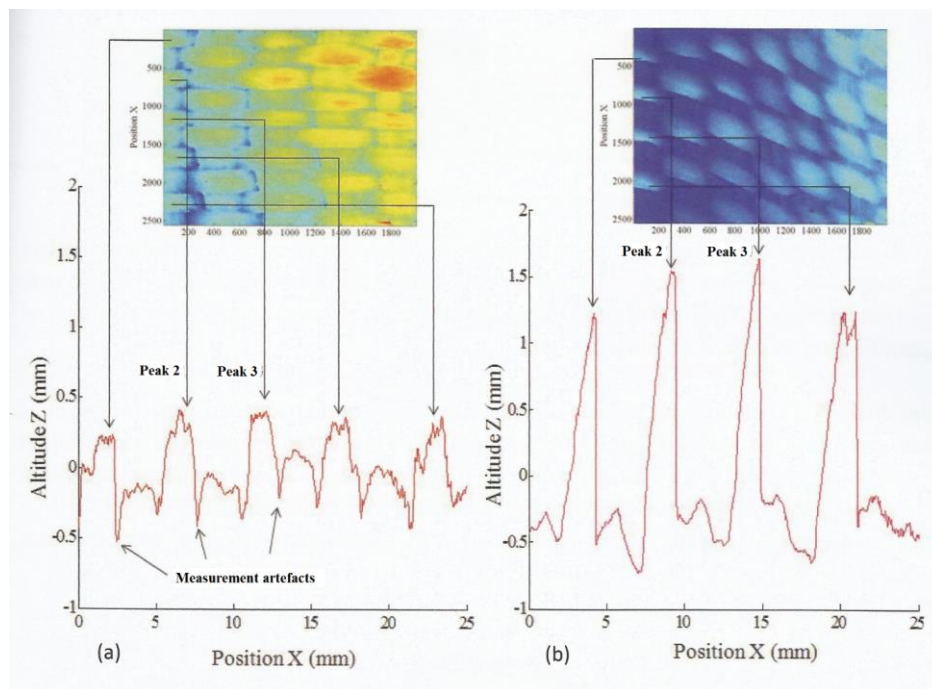 500
1000
1500
2000
2500
Position X
200 400 600 800 1000 1200 1400 1600 1800
2
1.5
1
0.5
0
-0.5
-1
Altitude Z (mm)
Peak 2
Peak 3
Measurement artefacts
0 5 10 15 20 25
(a)
Position X (mm)
500
1000
1500
2000
2500
Position X
200 400 600 800 1000 1200 1400 1600 1800
2
1.5
1
0.5
0
-0.5
-1
Altitude Z (mm)
Peak 2
Peak 3
0 5 10 15 20 25
(b)
Position X (mm)